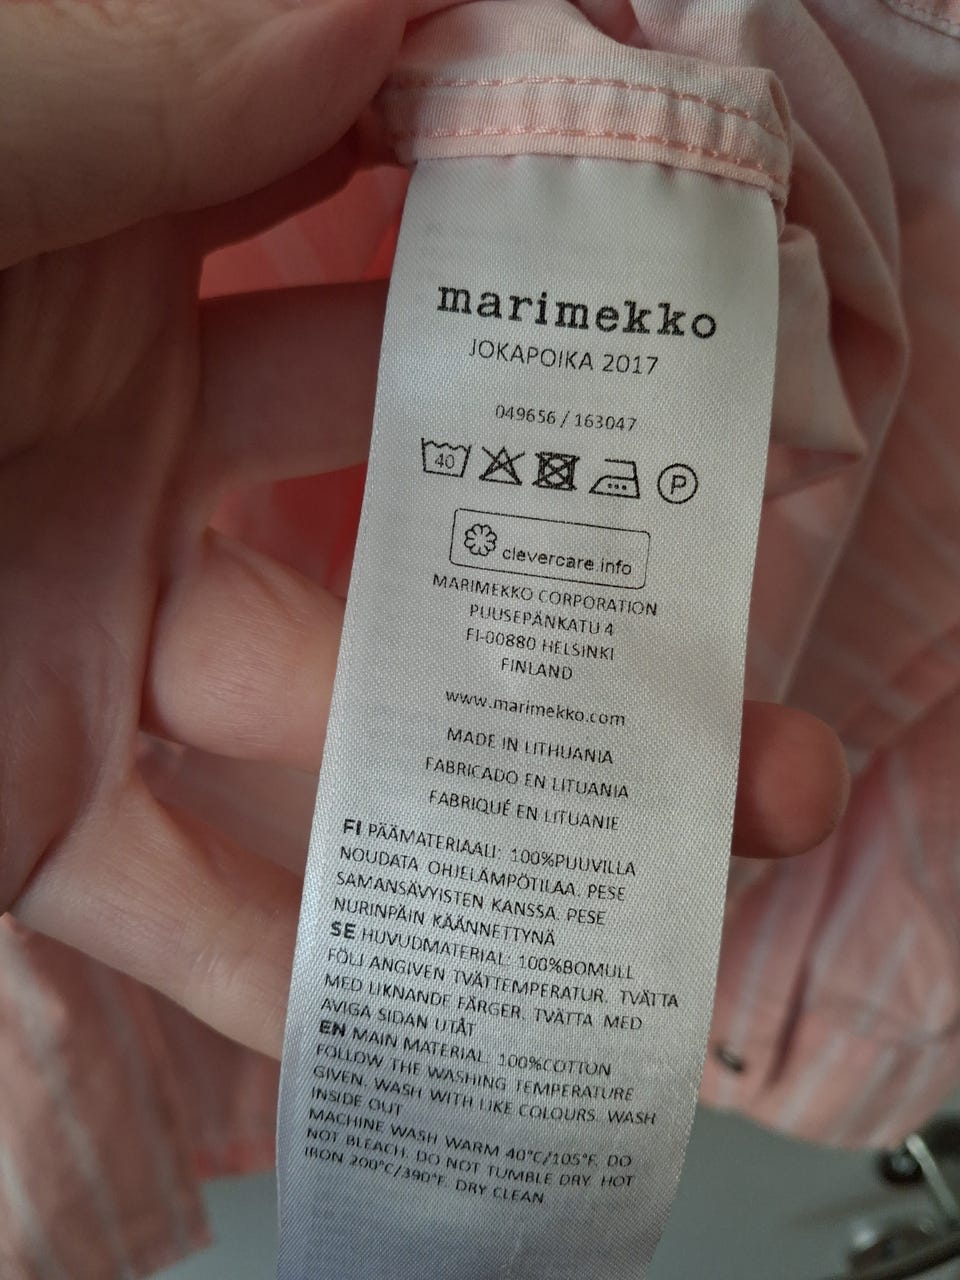 marimekko
JOKAPOIKA 2017
049656 / 163047
40 P
clevercare.info
MARIMEKKO CORPORATION
PUUSEPÄNKATU 4
FI-00880 HELSINKI
FINLAND
www.marimekko.com
MADE IN LITHUANIA
FABRICADO EN LITUANIA
FABRIQUÉ EN LITUANIE
FI PÄÄMATERIAALI: 100%PUUVILLA
NOUDATA OHJELÄMPÖTILAA. PESE
SAMANSÄVYISTEN KANSSA. PESE
NURINPÄIN KÄÄNNETTYNÄ
SE HUVUDMATERIAL: 100%BOMULL
FÖLJ ANGIVEN TVÄTTEMPERATUR. TVÄTTA
MED LIKNANDE FÄRGER. TVÄTTA MED
AVIGA SIDAN UTÅT
EN MAIN MATERIAL: 100%COTTON
FOLLOW THE WASHING TEMPERATURE
GIVEN. WASH WITH LIKE COLOURS. WASH
INSIDE OUT
MACHINE WASH WARM 40°C/105°F. DO
NOT BLEACH. DO NOT TUMBLE DRY. HOT
IRON 200°C/390°F. DRY CLEAN